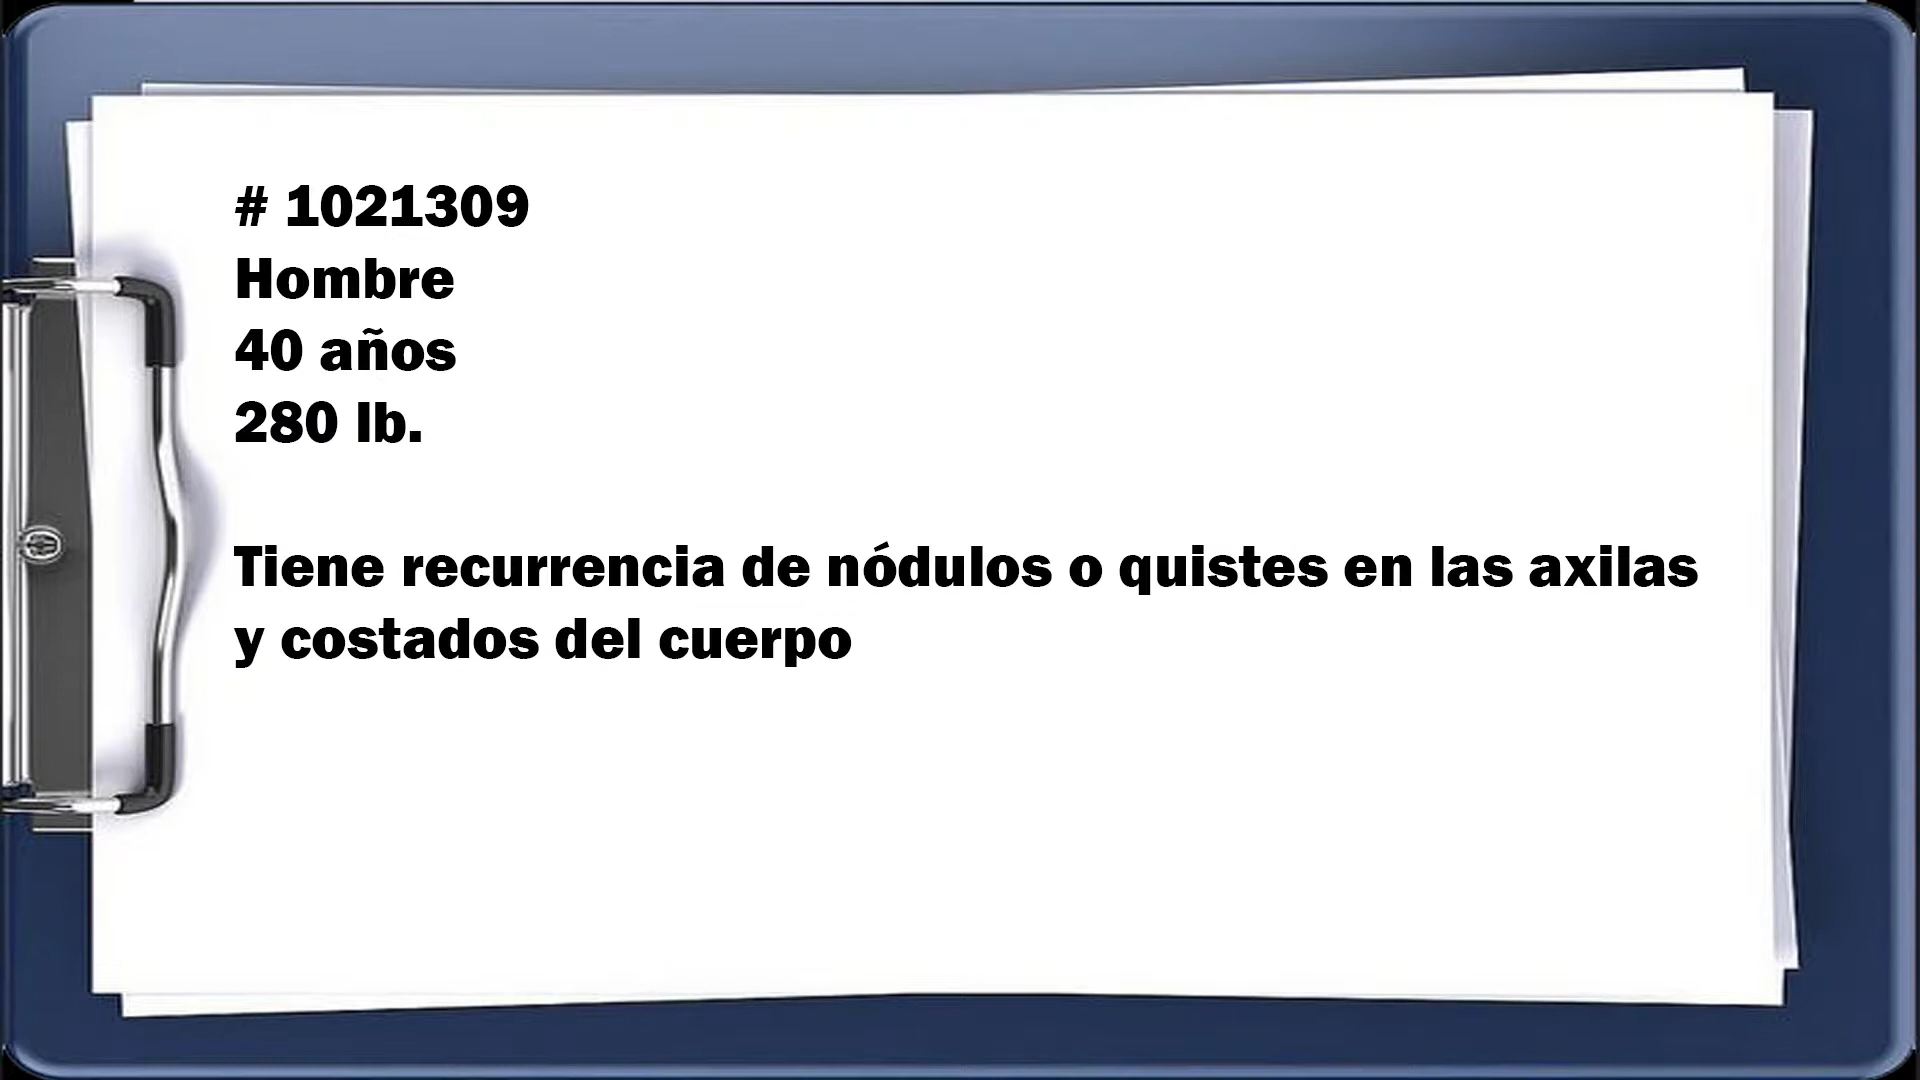 # 1021309
Hombre
40 años
280 lb.
Tiene recurrencia de nódulos o quistes en las axilas
y costados del cuerpo